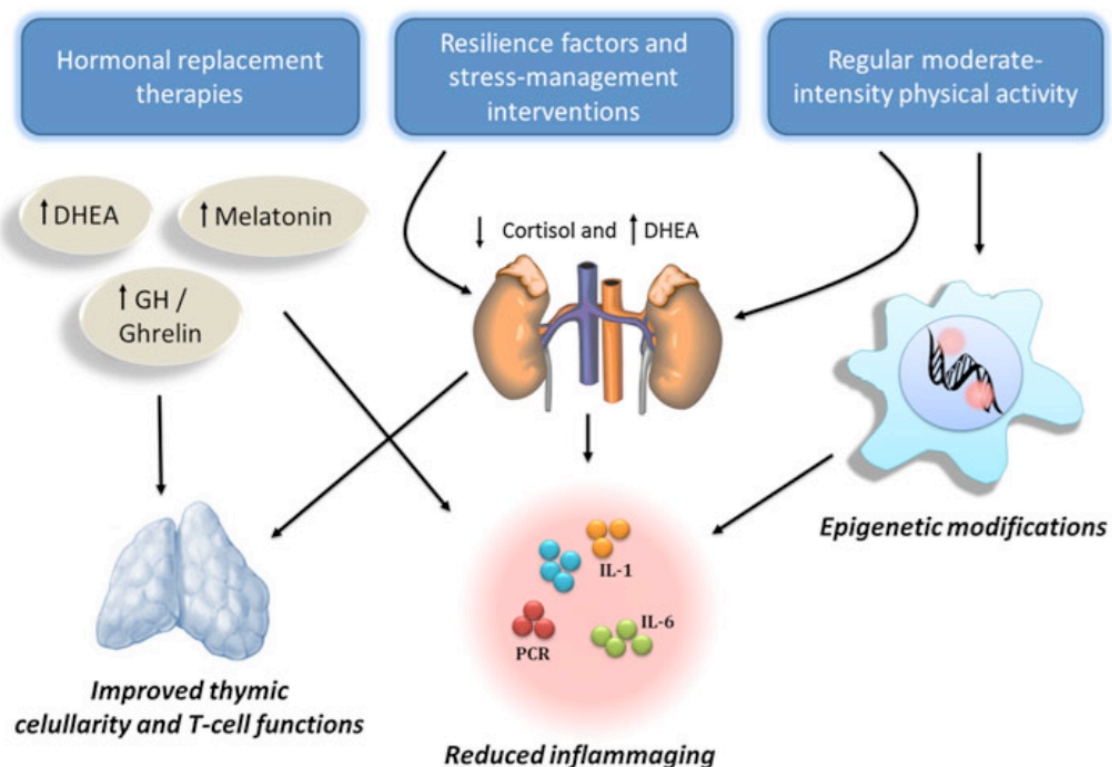 Hormonal replacement
therapies
Resilience factors and
stress-management
interventions
Regular moderate-
intensity physical activity
↑DHEA
↑ Melatonin
↑ GH /
Ghrelin
↓ Cortisol and ↑ DHEA
Epigenetic modifications
IL-1
IL-6
PCR
Improved thymic
celullarity and T-cell functions
Reduced inflammaging